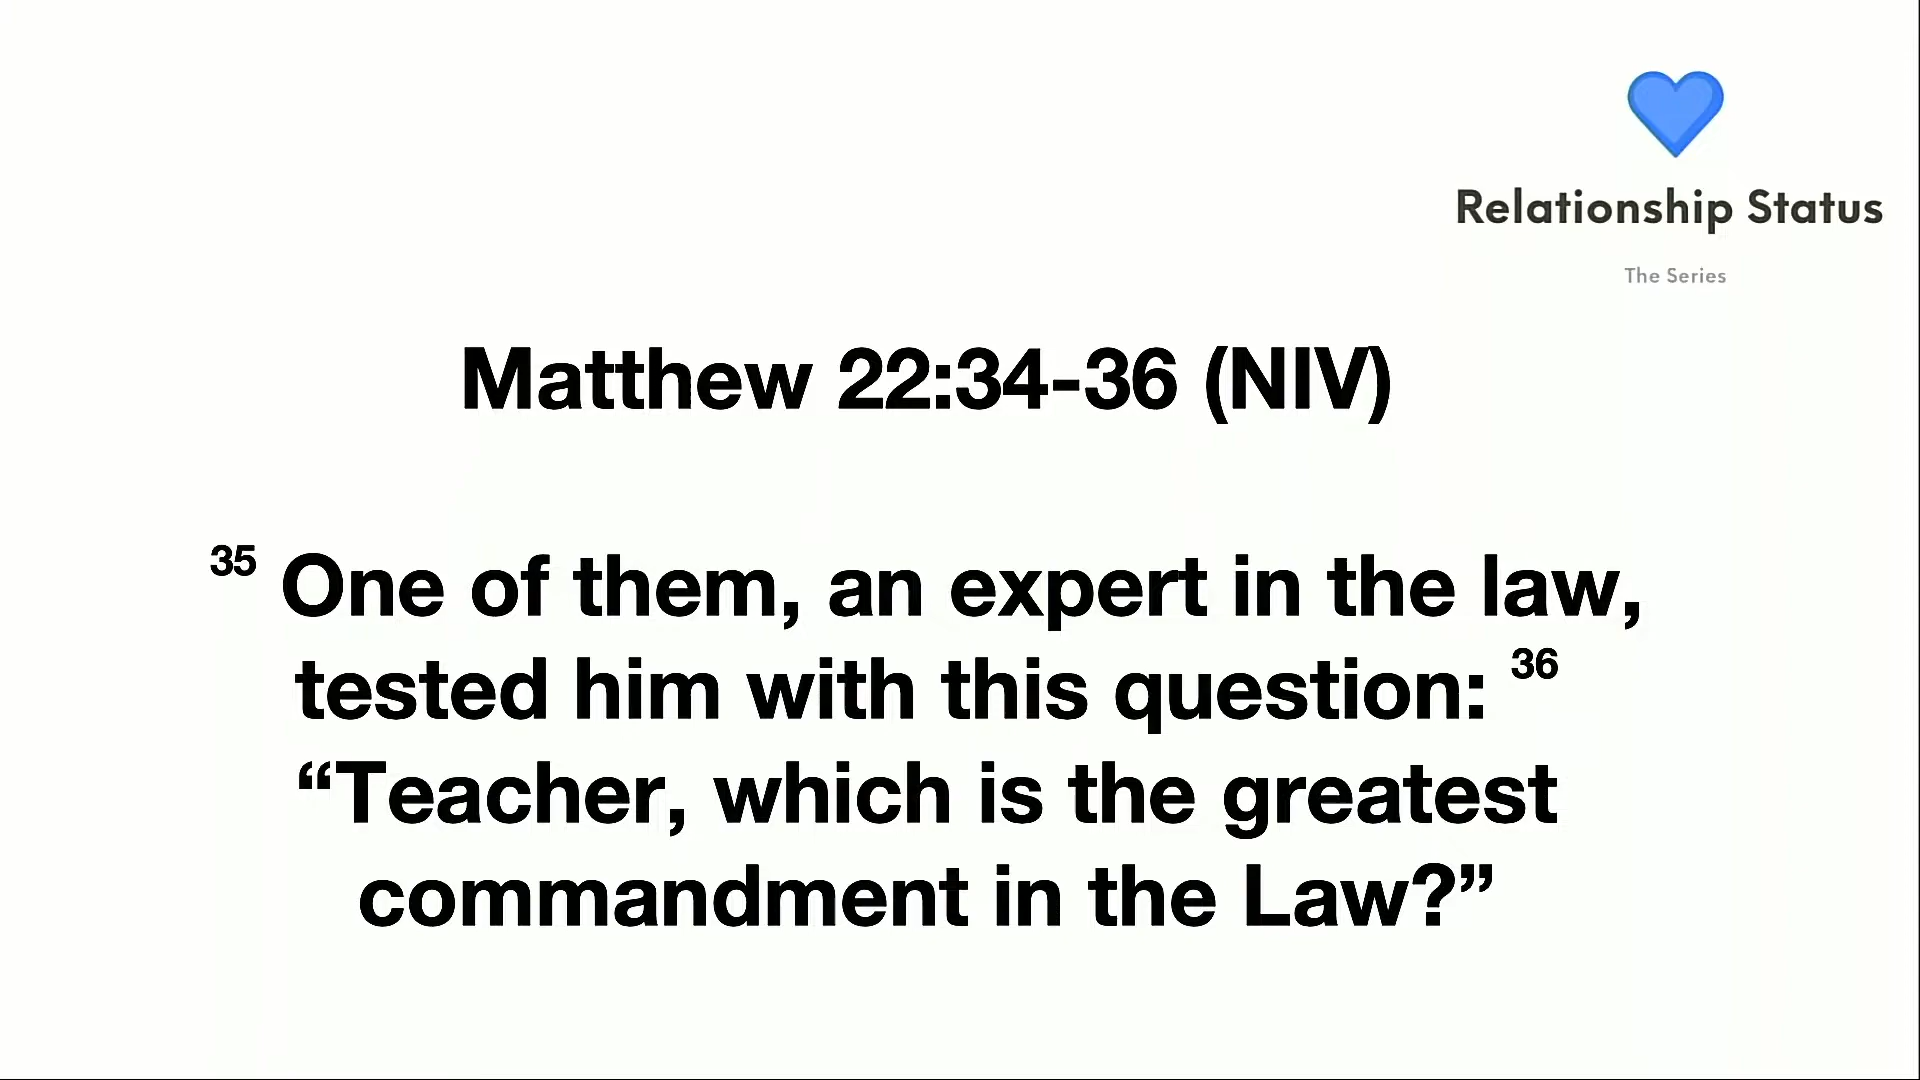 Relationship Status
The Series
Matthew 22:34-36 (NIV)
35 One of them, an expert in the law,
tested him with this question: 36
“Teacher, which is the greatest
commandment in the Law?”